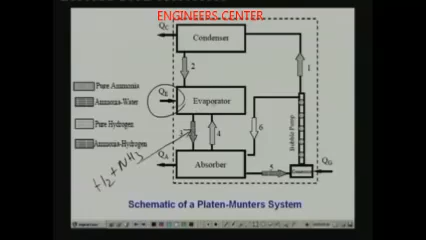 ENGINEERS CENTER
Qc
Condenser
2
1
Pure Ammonia
Ammonia-Water
Pure Hydrogen
Ammonia-Hydrogen
QE
Evaporator
Bubble Pump
3
4
6
H2+NH3
QA
Absorber
5
Generator
QG
Schematic of a Platen-Munters System